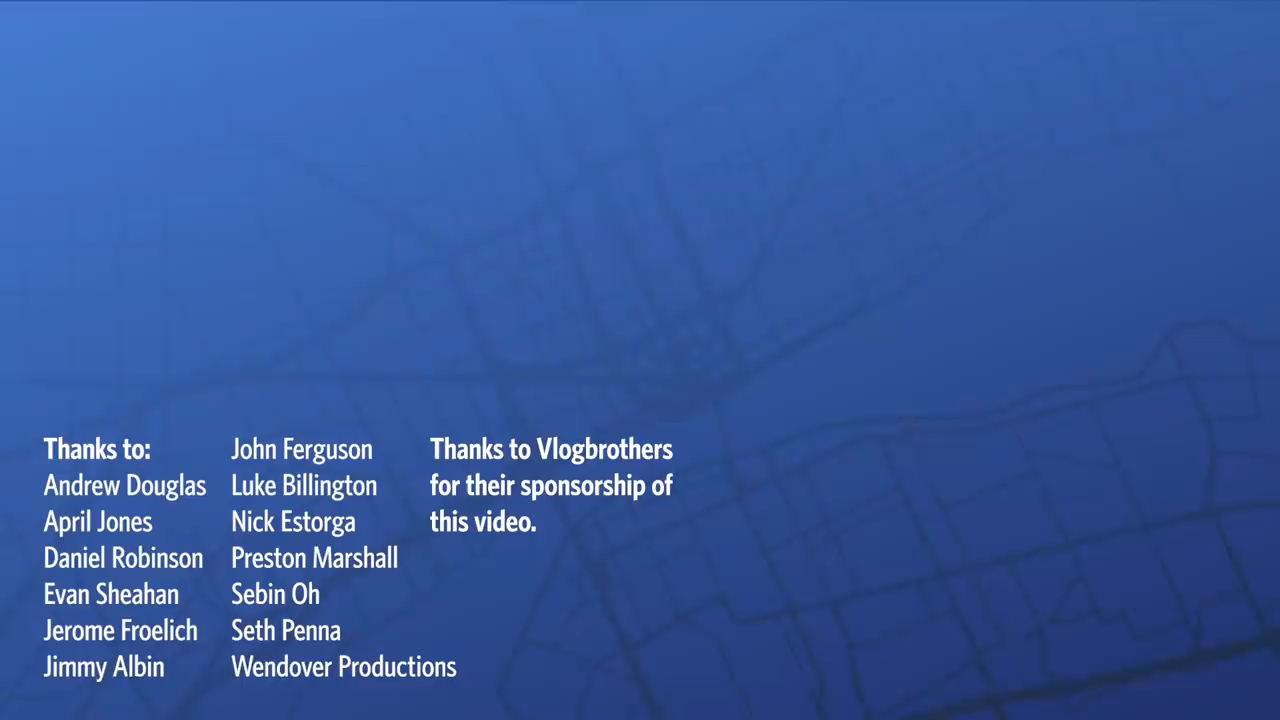 Thanks to:
Andrew Douglas
April Jones
Daniel Robinson
Evan Sheahan
Jerome Froelich
Jimmy Albin
John Ferguson
Luke Billington
Nick Estorga
Preston Marshall
Sebin Oh
Seth Penna
Wendover Productions
Thanks to Vlogbrothers
for their sponsorship of
this video.